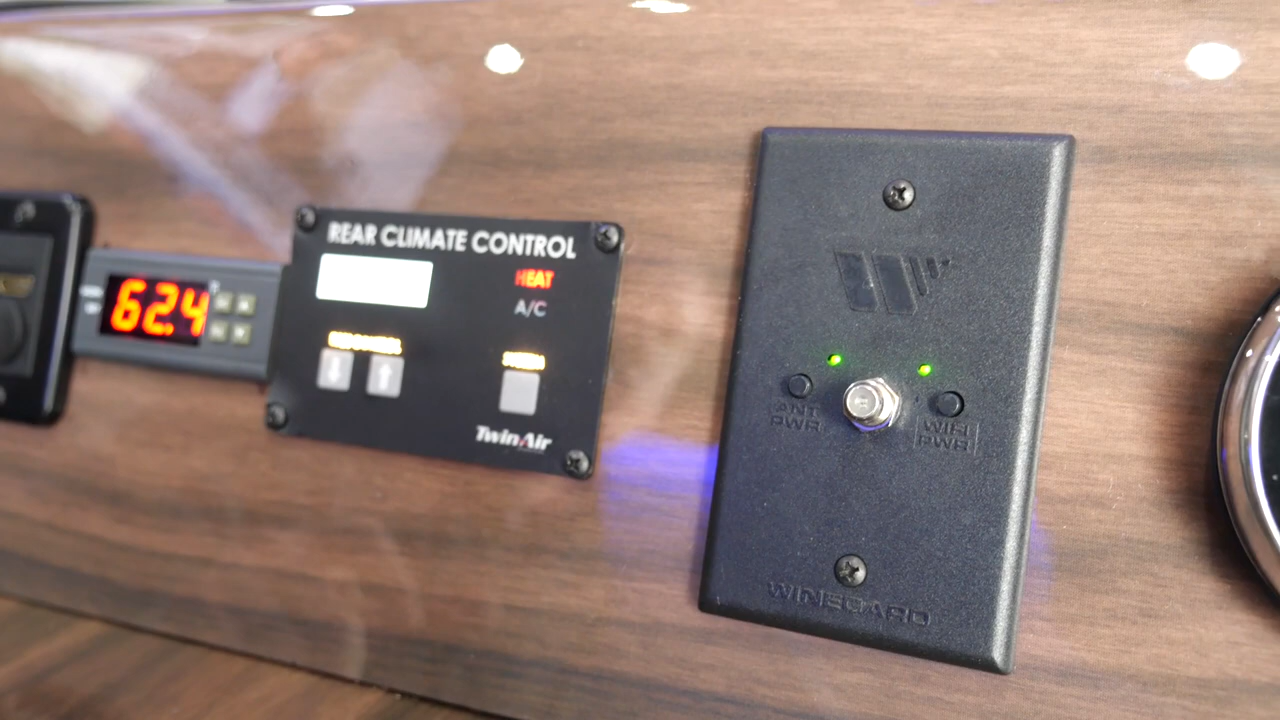 62.4
REAR CLIMATE CONTROL
HEAT
A/C
TwinAir
ANT
PWR
WIFI
PWR
WINEGARD